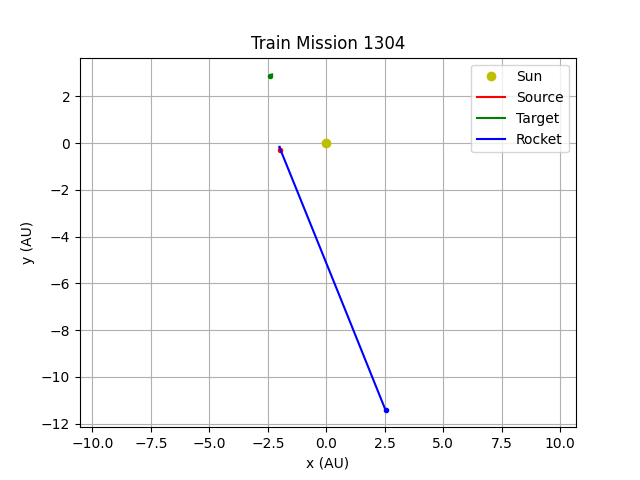 Train Mission 1304
Sun
Source
Target
Rocket
2
0
−2
−4
−6
−8
−10
−12
y (AU)
−10.0 −7.5 −5.0 −2.5 0.0 2.5 5.0 7.5 10.0
x (AU)